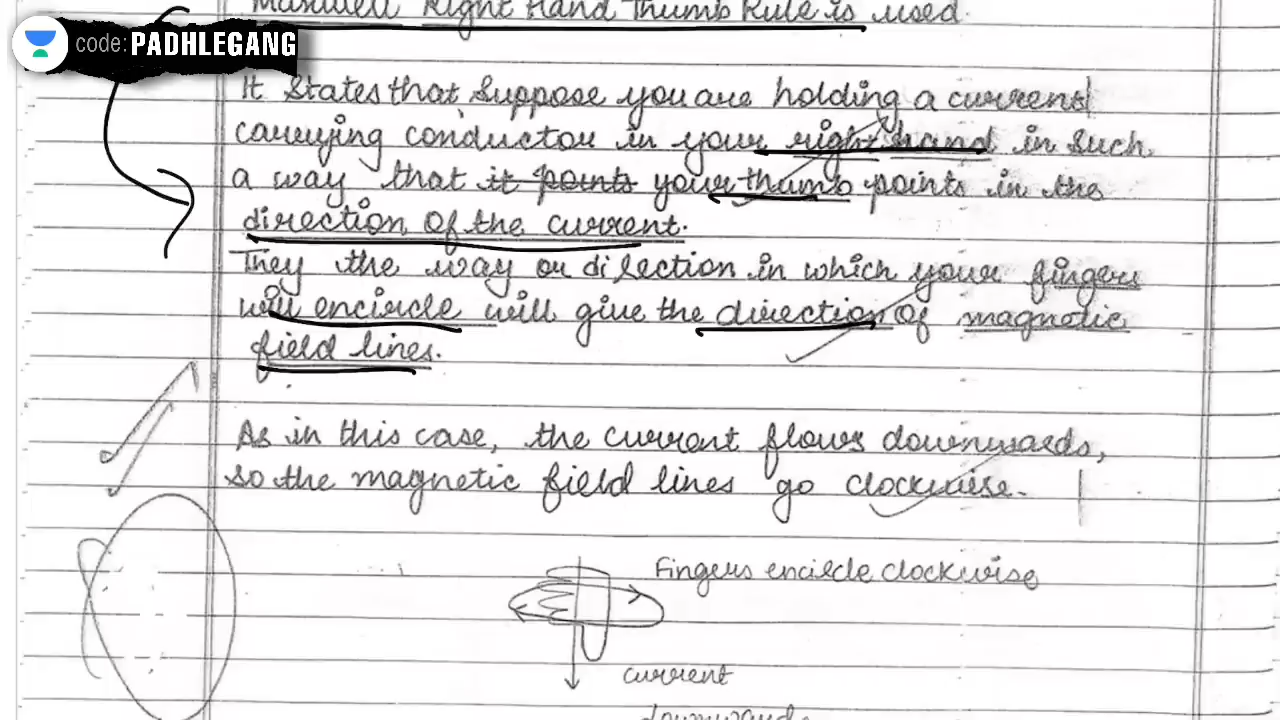 Maxwell Right Hand Thumb Rule is used.
code: PADHLEGANG
It states that suppose you are holding a current
carrying conductor in your right hand in such
a way that it points your thumb points in the
direction of the current.
They the way or direction in which your fingers
will encircle will give the direction of magnetic
field lines.
As in this case, the current flows downwards,
so the magnetic field lines go clockwise.
Fingers encircle clockwise
current
downwards